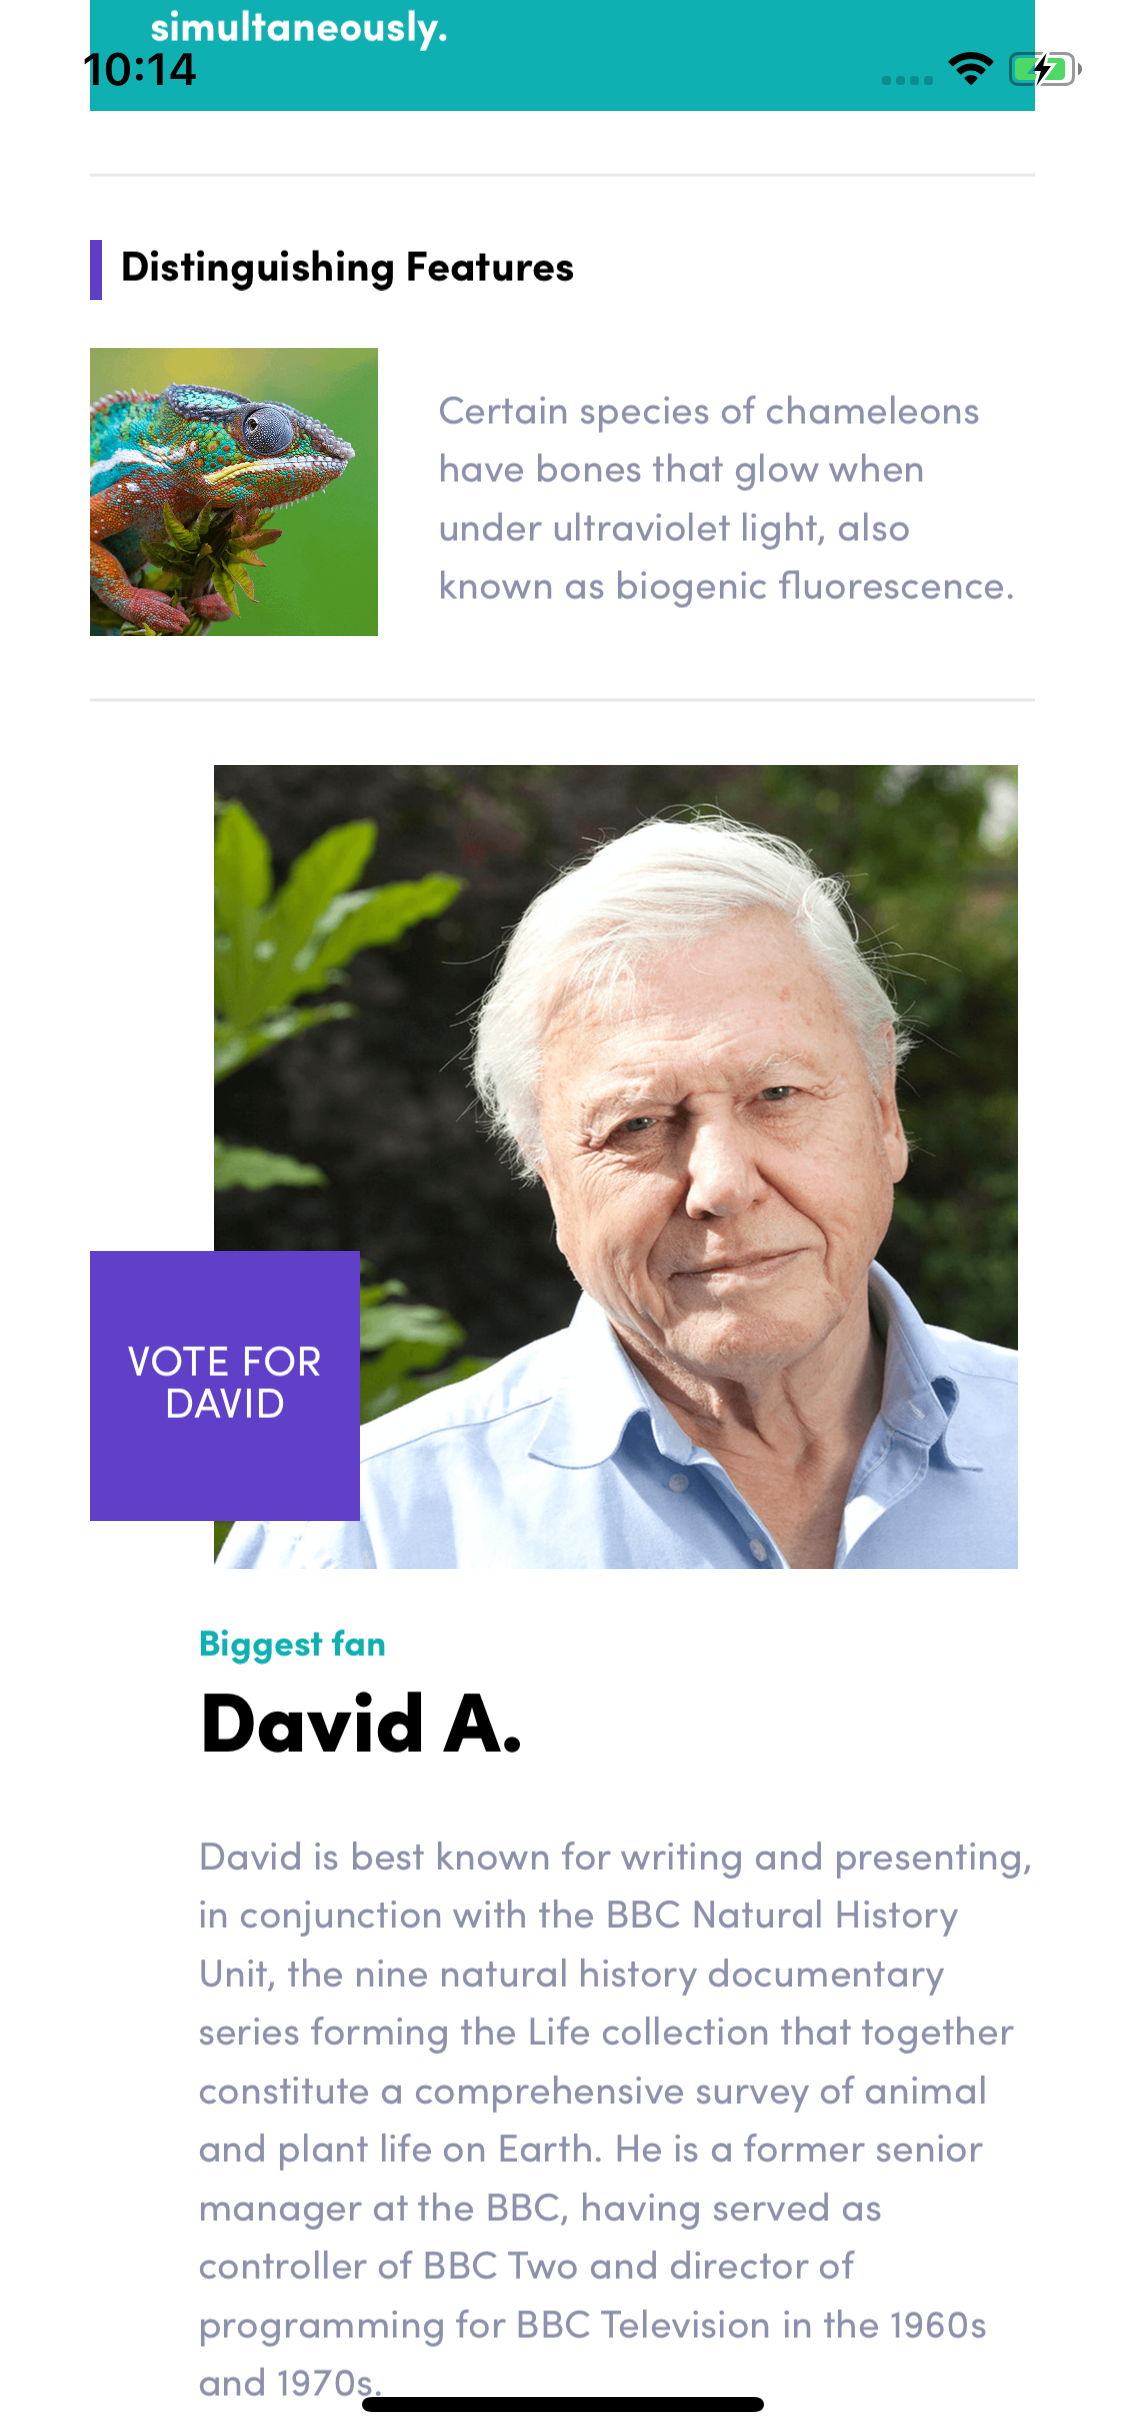 simultaneously.
10:14
Distinguishing Features
Certain species of chameleons
have bones that glow when
under ultraviolet light, also
known as biogenic fluorescence.
VOTE FOR
DAVID
Biggest fan
David A.
David is best known for writing and presenting,
in conjunction with the BBC Natural History
Unit, the nine natural history documentary
series forming the Life collection that together
constitute a comprehensive survey of animal
and plant life on Earth. He is a former senior
manager at the BBC, having served as
controller of BBC Two and director of
programming for BBC Television in the 1960s
and 1970s.